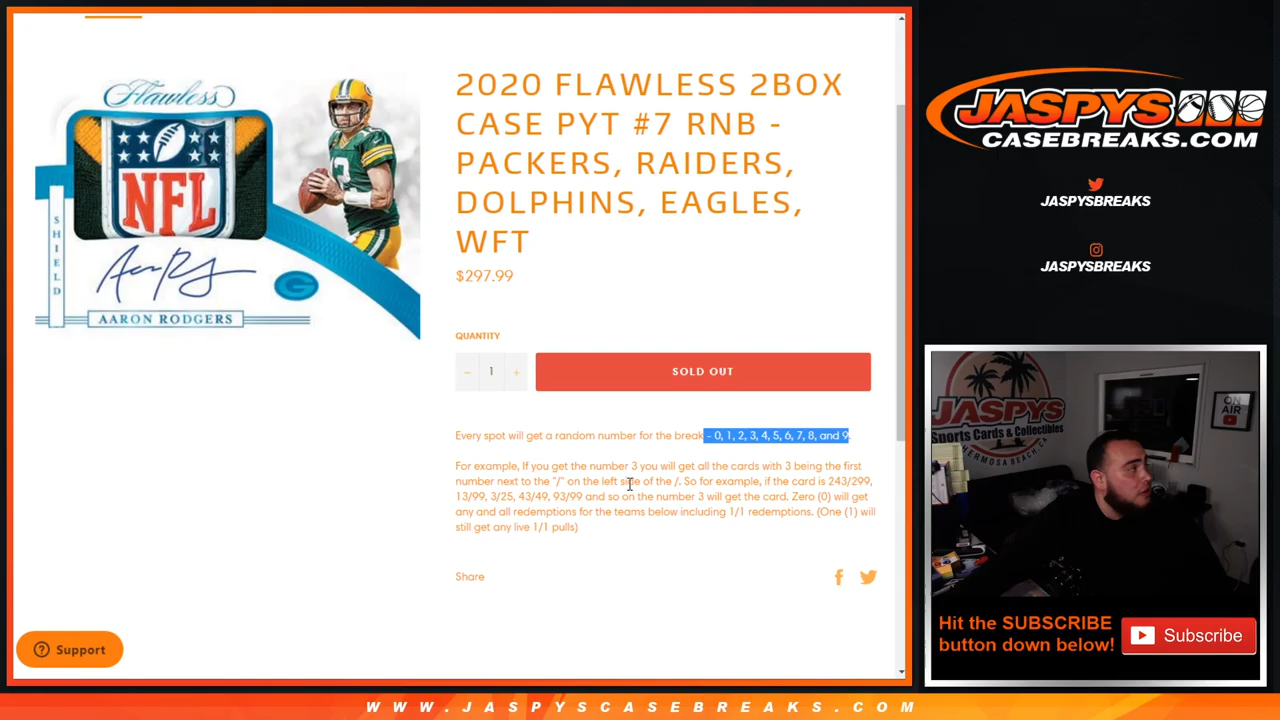 Flawless
NFL
SHIELD
AARON RODGERS
2020 FLAWLESS 2BOX
CASE PYT #7 RNB -
PACKERS, RAIDERS,
DOLPHINS, EAGLES,
WFT
$297.99
QUANTITY
− 1 +
SOLD OUT
Every spot will get a random number for the break - 0, 1, 2, 3, 4, 5, 6, 7, 8, and 9.
For example, If you get the number 3 you will get all the cards with 3 being the first
number next to the "/" on the left side of the /. So for example, if the card is 243/299,
13/99, 3/25, 43/49, 93/99 and so on the number 3 will get the card. Zero (0) will get
any and all redemptions for the teams below including 1/1 redemptions. (One (1) will
still get any live 1/1 pulls)
Share
Support
JASPYS
CASEBREAKS.COM
JASPYSBREAKS
JASPYSBREAKS
JASPYS
Sports Cards & Collectibles
HERMOSA BEACH, CA
ON
AIR
Hit the SUBSCRIBE
button down below!
Subscribe
WWW.JASPYSCASEBREAKS.COM